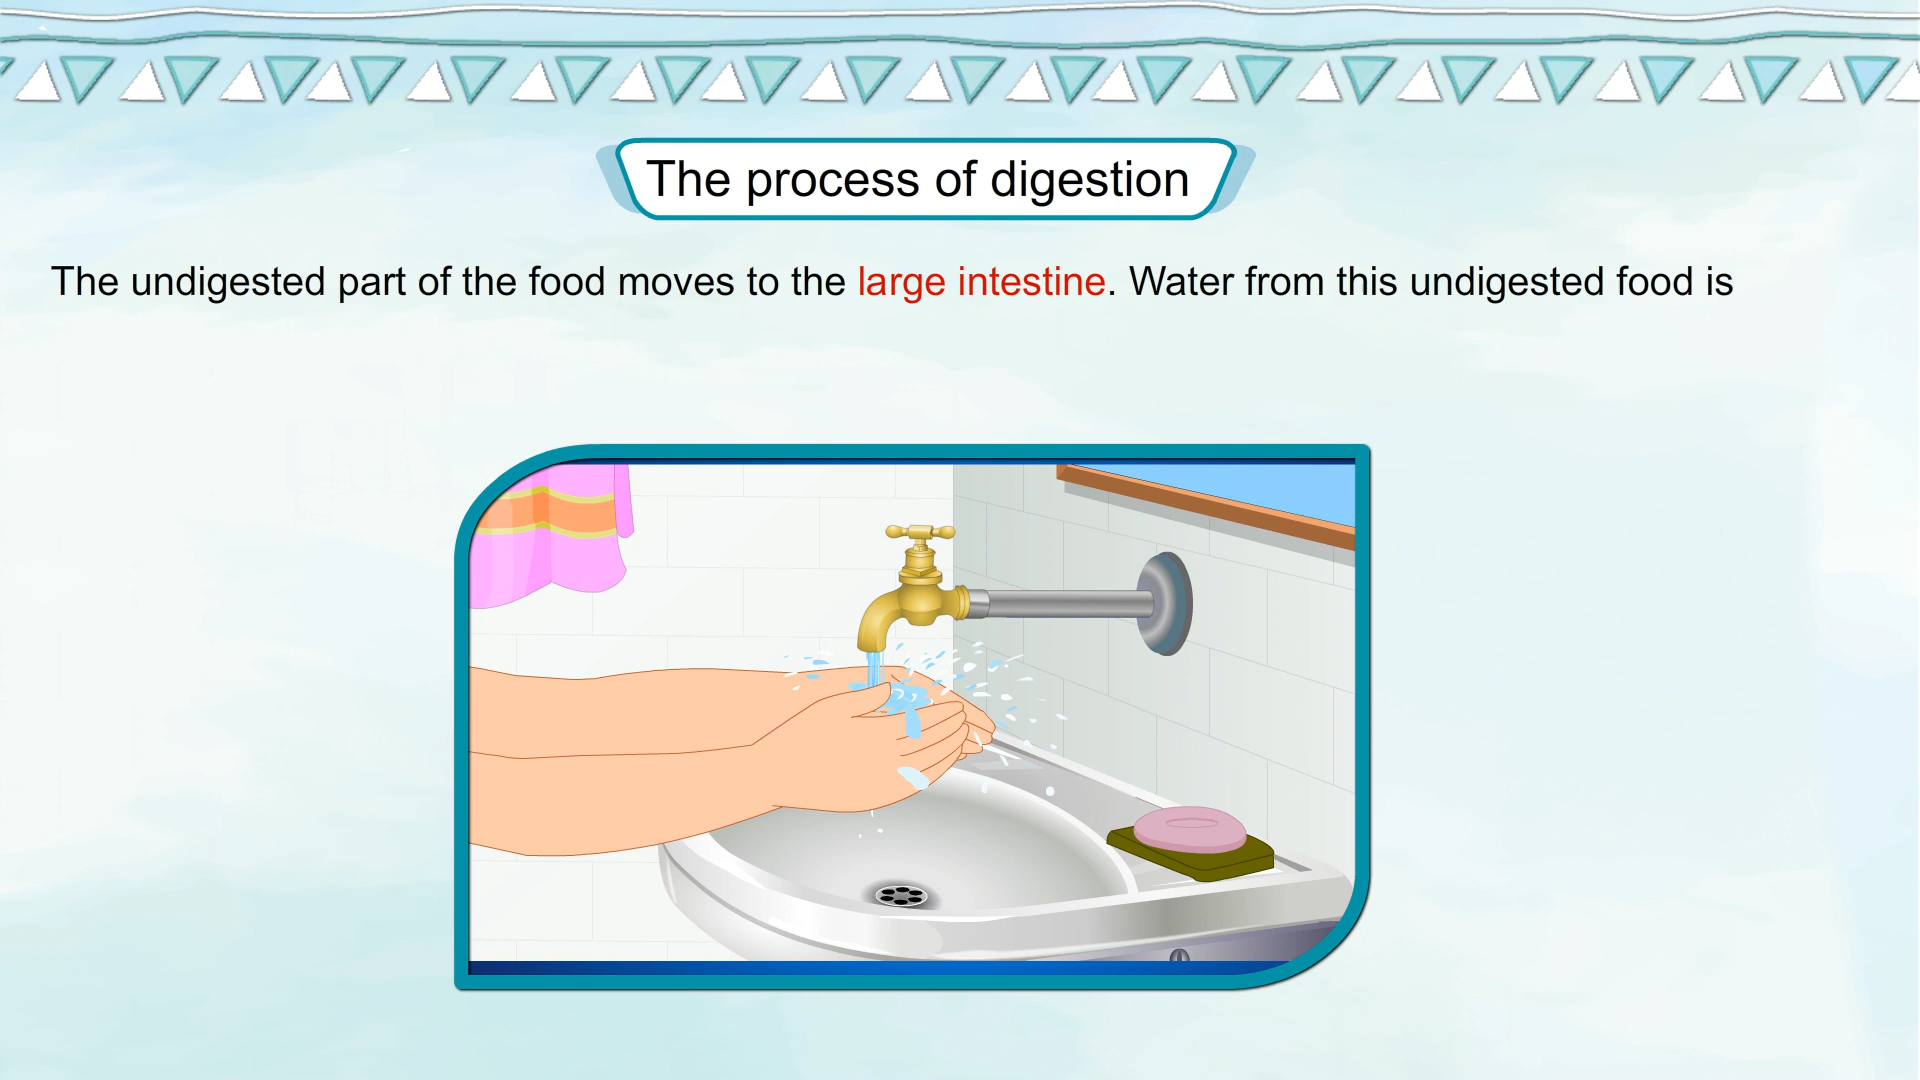 The process of digestion
The undigested part of the food moves to the large intestine. Water from this undigested food is